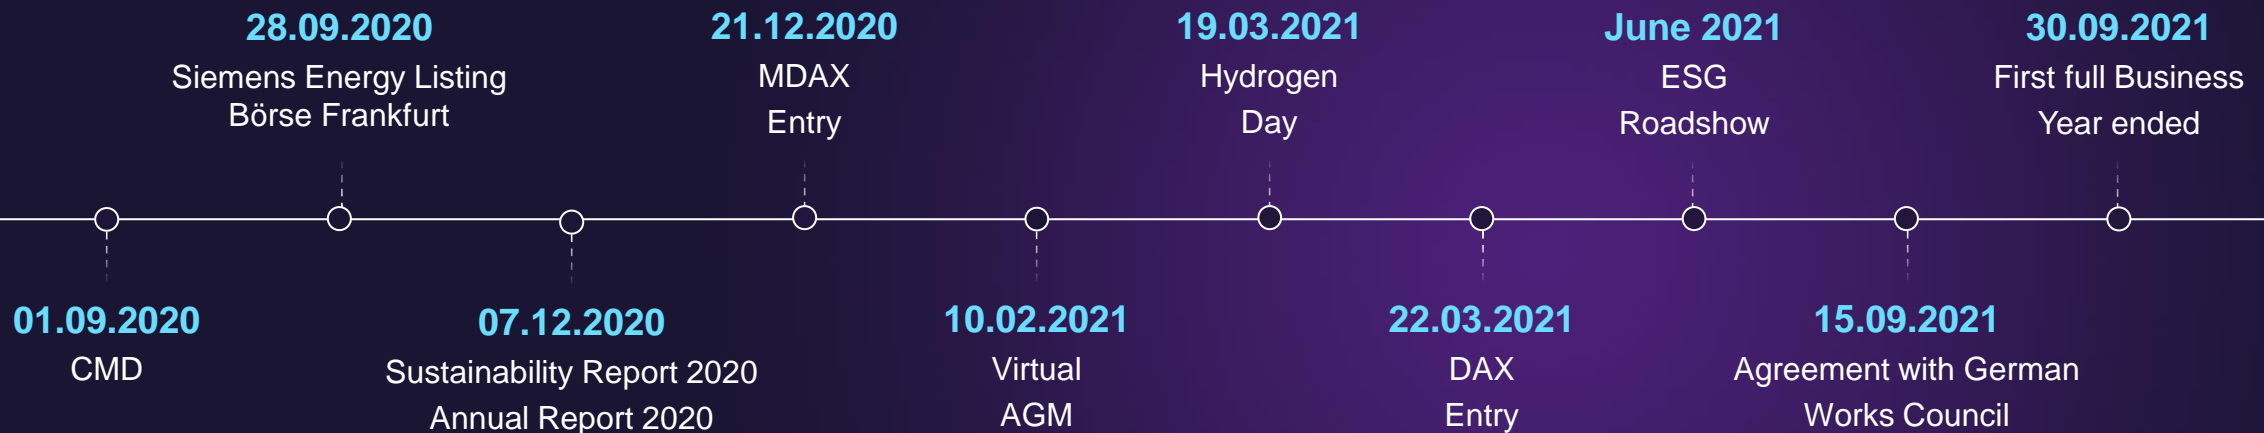 28.09.2020
Siemens Energy Listing
Börse Frankfurt
21.12.2020
MDAX
Entry
19.03.2021
Hydrogen
Day
June 2021
ESG
Roadshow
30.09.2021
First full Business
Year ended
01.09.2020
CMD
07.12.2020
Sustainability Report 2020
Annual Report 2020
10.02.2021
Virtual
AGM
22.03.2021
DAX
Entry
15.09.2021
Agreement with German
Works Council